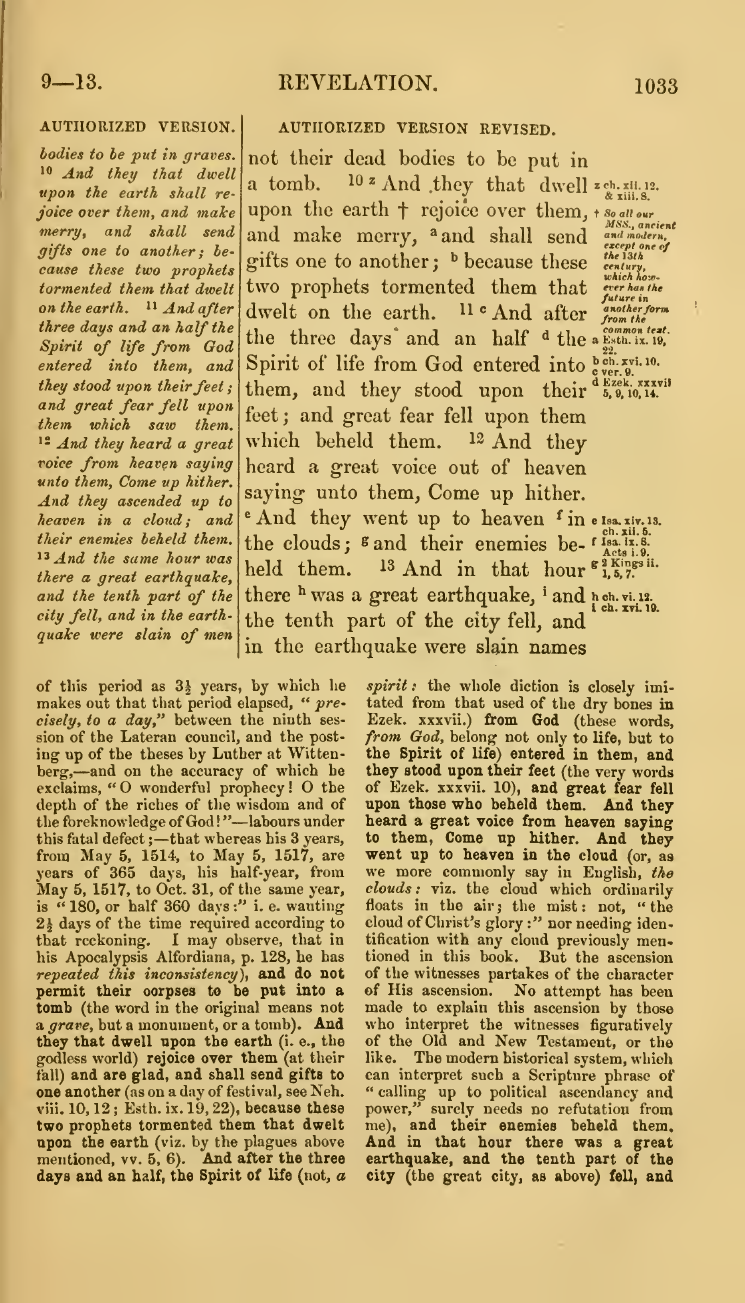 9—13.
REVELATION.
1033
AUTHORIZED VERSION.
bodies to be put in graves.
10 And they that dwell
upon the earth shall re-
joice over them, and make
merry, and shall send
gifts one to another; be-
cause these two prophets
tormented them that dwelt
on the earth. 11 And after
three days and an half the
Spirit of life from God
entered into them, and
they stood upon their feet;
and great fear fell upon
them which saw them.
12 And they heard a great
voice from heaven saying
unto them, Come up hither.
And they ascended up to
heaven in a cloud; and
their enemies beheld them.
13 And the same hour was
there a great earthquake,
and the tenth part of the
city fell, and in the earth-
quake were slain of men
AUTHORIZED VERSION REVISED.
not their dead bodies to be put in
a tomb. 10 z And they that dwell
upon the earth † rejoice over them,
and make merry, a and shall send
gifts one to another; b because these
two prophets tormented them that
dwelt on the earth. 11 c And after
the three days and an half d the
Spirit of life from God entered into
them, and they stood upon their
feet; and great fear fell upon them
which beheld them. 12 And they
heard a great voice out of heaven
saying unto them, Come up hither.
e And they went up to heaven f in
the clouds; g and their enemies be-
held them. 13 And in that hour
there h was a great earthquake, i and
the tenth part of the city fell, and
in the earthquake were slain names
z ch. xii. 12.
& xiii. 8.
† So all our
MSS., ancient
and modern,
except one of
the 13th
century,
which how-
ever has the
future in
another form
from the
common text.
a Esth. ix. 19,
22.
b ch. xvi. 10.
c ver. 9.
d Ezek. xxxvii
5, 9, 10, 14.
e Isa. xiv. 13.
ch. xii. 5.
f Isa. ix. 8.
Acts i. 9.
g 2 Kings ii.
1, 5, 7.
h ch. vi. 12.
i ch. xvi. 19.
of this period as 3½ years, by which he
makes out that that period elapsed, “pre-
cisely, to a day,” between the ninth ses-
sion of the Lateran council, and the post-
ing up of the theses by Luther at Witten-
berg,—and on the accuracy of which he
exclaims, “O wonderful prophecy! O the
depth of the riches of the wisdom and of
the foreknowledge of God!”—labours under
this fatal defect;—that whereas his 3 years,
from May 5, 1514, to May 5, 1517, are
years of 365 days, his half-year, from
May 5, 1517, to Oct. 31, of the same year,
is “180, or half 360 days:” i. e. wanting
2½ days of the time required according to
that reckoning. I may observe, that in
his Apocalypsis Alfordiana, p. 128, he has
repeated this inconsistency), and do not
permit their corpses to be put into a
tomb (the word in the original means not
a grave, but a monument, or a tomb). And
they that dwell upon the earth (i. e., the
godless world) rejoice over them (at their
fall) and are glad, and shall send gifts to
one another (as on a day of festival, see Neh.
viii. 10, 12; Esth. ix. 19, 22), because these
two prophets tormented them that dwelt
upon the earth (viz. by the plagues above
mentioned, vv. 5, 6). And after the three
days and an half, the Spirit of life (not, a
spirit: the whole diction is closely imi-
tated from that used of the dry bones in
Ezek. xxxvii.) from God (these words,
from God, belong not only to life, but to
the Spirit of life) entered in them, and
they stood upon their feet (the very words
of Ezek. xxxvii. 10), and great fear fell
upon those who beheld them. And they
heard a great voice from heaven saying
to them, Come up hither. And they
went up to heaven in the cloud (or, as
we more commonly say in English, the
clouds: viz. the cloud which ordinarily
floats in the air; the mist: not, “the
cloud of Christ’s glory:” nor needing iden-
tification with any cloud previously men-
tioned in this book. But the ascension
of the witnesses partakes of the character
of His ascension. No attempt has been
made to explain this ascension by those
who interpret the witnesses figuratively
of the Old and New Testament, or the
like. The modern historical system, which
can interpret such a Scripture phrase of
“calling up to political ascendancy and
power,” surely needs no refutation from
me), and their enemies beheld them.
And in that hour there was a great
earthquake, and the tenth part of the
city (the great city, as above) fell, and